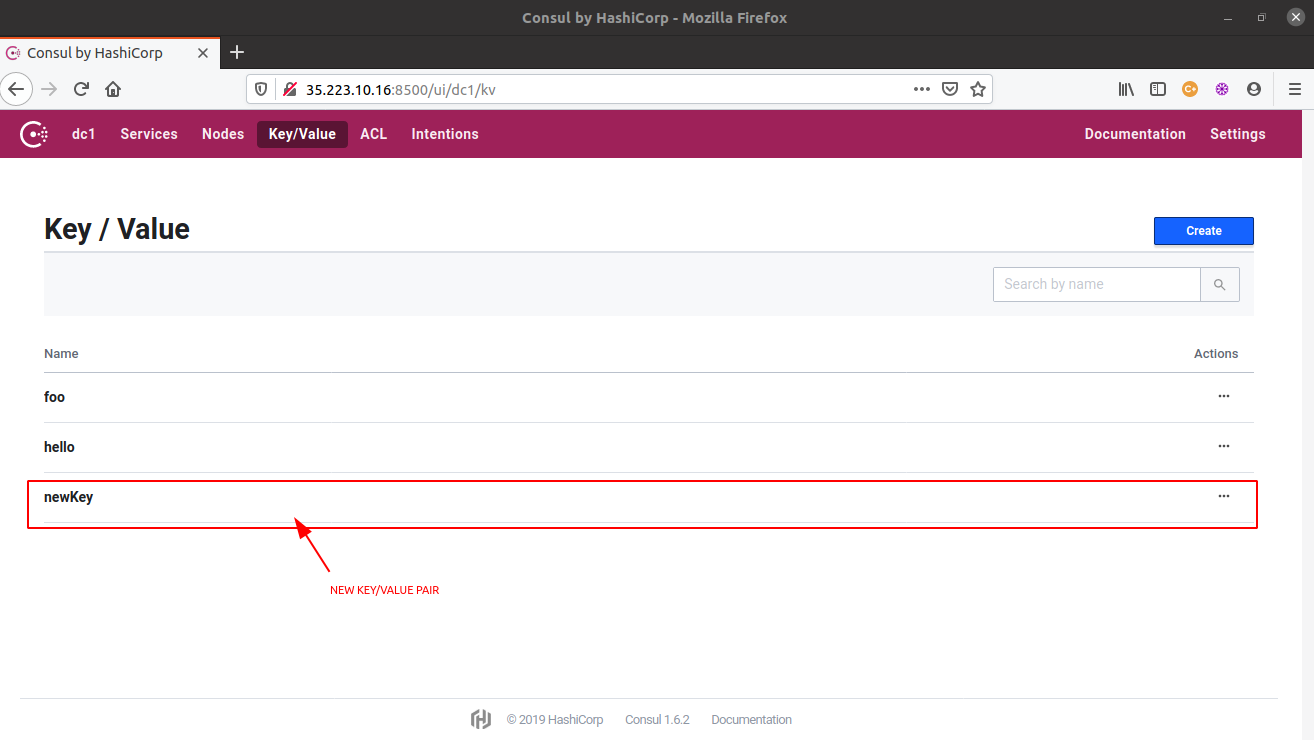 Consul by HashiCorp - Mozilla Firefox
Consul by HashiCorp
35.223.10.16:8500/ui/dc1/kv
dc1 Services Nodes Key/Value ACL Intentions Documentation Settings
Key / Value
Create
Search by name
Name Actions
foo
hello
newKey
NEW KEY/VALUE PAIR
© 2019 HashiCorp Consul 1.6.2 Documentation